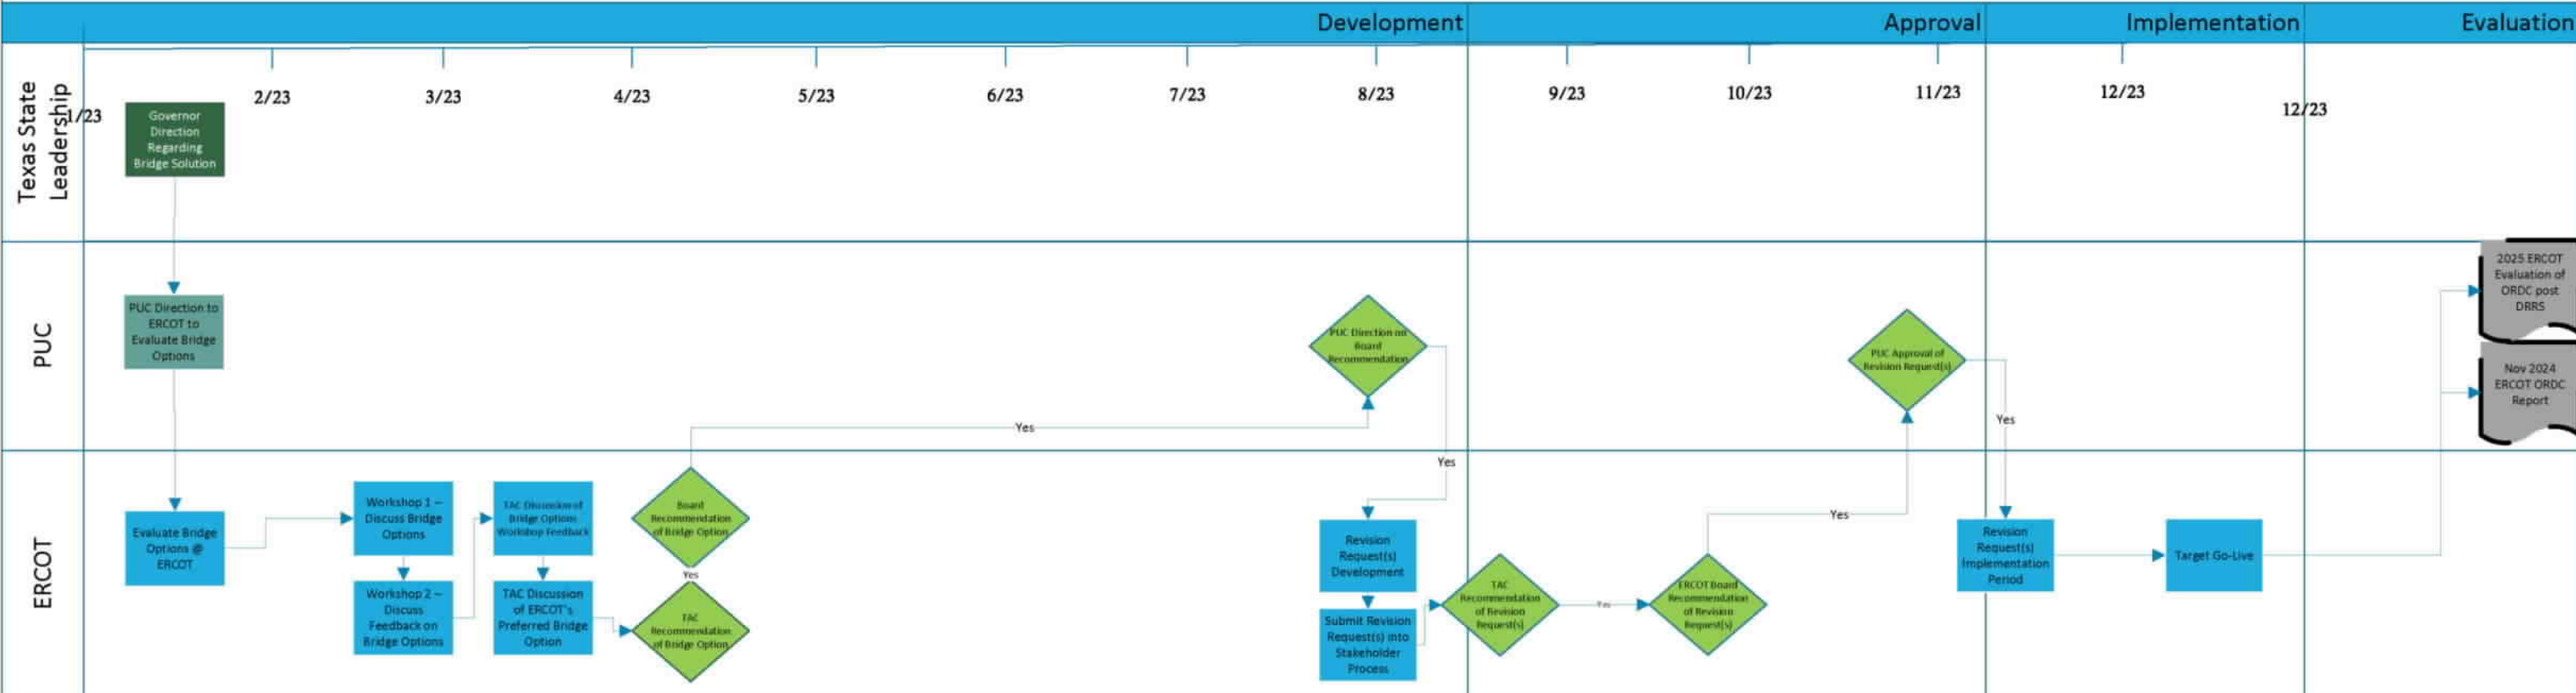 Development
Approval
Implementation
Evaluation
Texas State
Leadership
1/23
2/23
3/23
4/23
5/23
6/23
7/23
8/23
9/23
10/23
11/23
12/23
12/23
Governor
Direction
Regarding
Bridge Solution
PUC
PUC Direction to
ERCOT to
Evaluate Bridge
Options
PUC Direction on
Board
Recommendation
PUC Approval of
Revision Request(s)
2025 ERCOT
Evaluation of
ORDC post
DRRS
Nov 2024
ERCOT ORDC
Report
Yes
Yes
Yes
ERCOT
Evaluate Bridge
Options @
ERCOT
Workshop 1 –
Discuss Bridge
Options
Workshop 2 –
Discuss
Feedback on
Bridge Options
TAC Discussion of
Bridge Options
Workshop Feedback
TAC Discussion
of ERCOT's
Preferred Bridge
Option
Board
Recommendation
of Bridge Option
Yes
TAC
Recommendation
of Bridge Option
Revision
Request(s)
Development
Submit Revision
Request(s) into
Stakeholder
Process
TAC
Recommendation
of Revision
Request(s)
Yes
ERCOT Board
Recommendation
of Revision
Request(s)
Yes
Revision
Request(s)
Implementation
Period
Target Go-Live